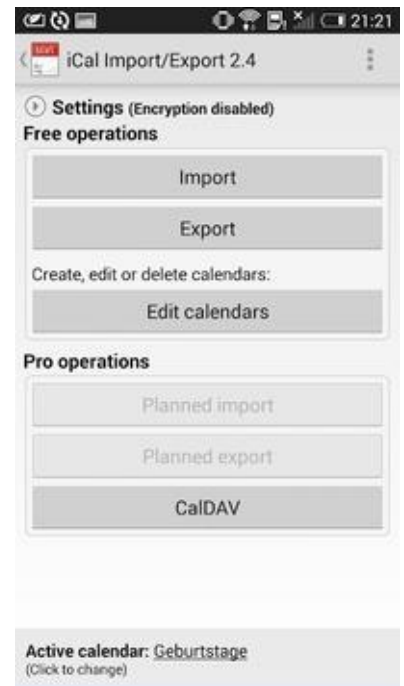 21:21
iCal Import/Export 2.4
Settings (Encryption disabled)
Free operations
Import
Export
Create, edit or delete calendars:
Edit calendars
Pro operations
Planned import
Planned export
CalDAV
Active calendar: Geburtstage
(Click to change)